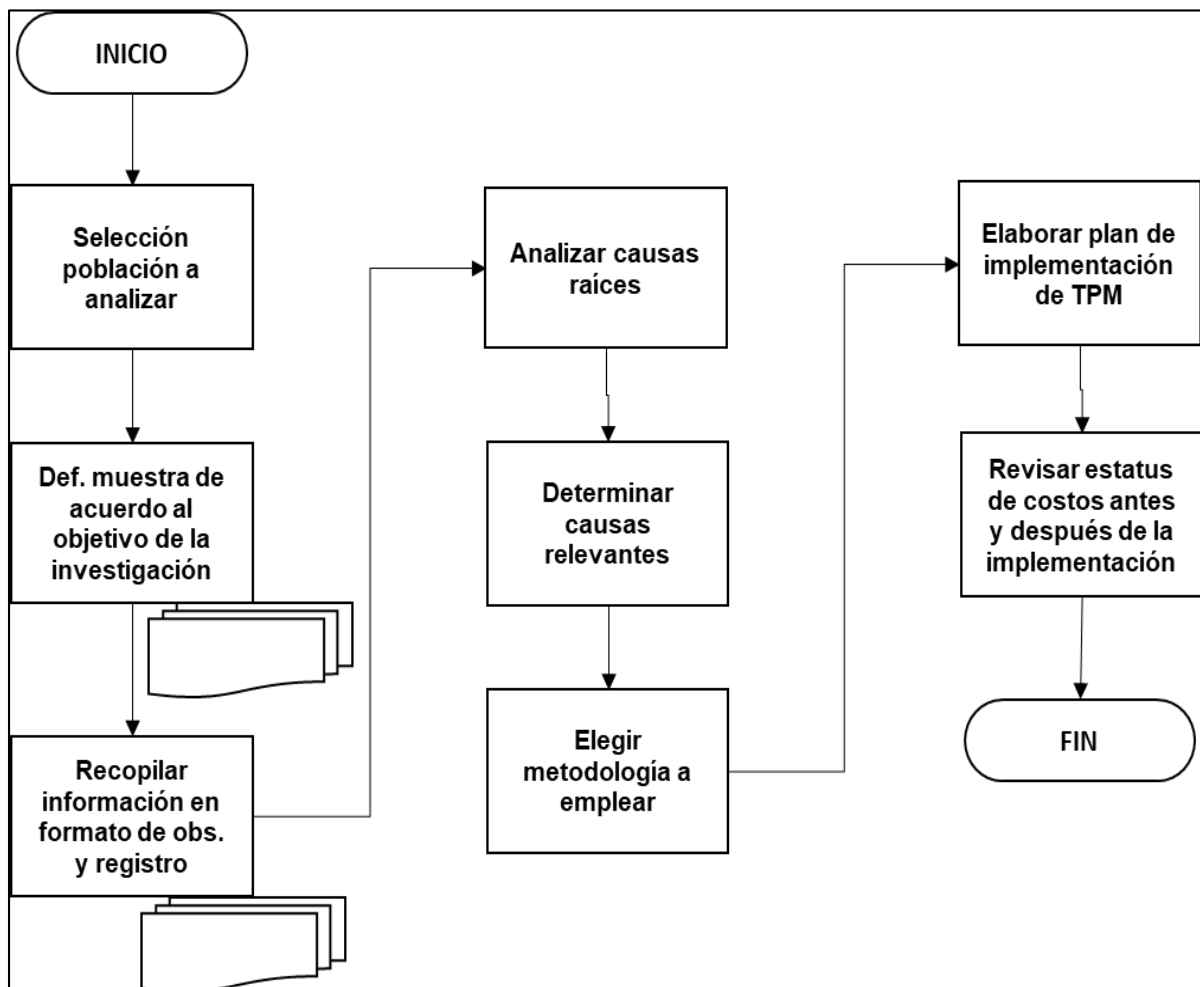 INICIO
Selección
población a
analizar
Def. muestra de
acuerdo al
objetivo de la
investigación
Recopilar
información en
formato de obs.
y registro
Analizar causas
raíces
Determinar
causas
relevantes
Elegir
metodología a
emplear
Elaborar plan de
implementación
de TPM
Revisar estatus
de costos antes
y después de la
implementación
FIN